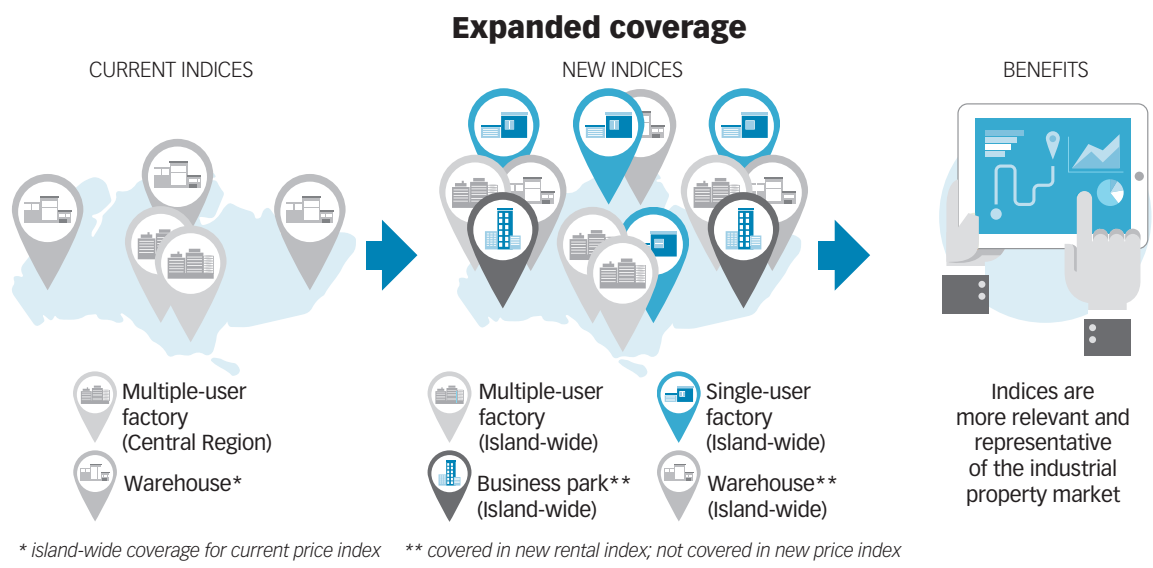 Expanded coverage
CURRENT INDICES
NEW INDICES
BENEFITS
Multiple-user
factory
(Central Region)
Warehouse*
Multiple-user
factory
(Island-wide)
Single-user
factory
(Island-wide)
Business park**
(Island-wide)
Warehouse**
(Island-wide)
Indices are
more relevant and
representative
of the industrial
property market
* island-wide coverage for current price index
** covered in new rental index; not covered in new price index